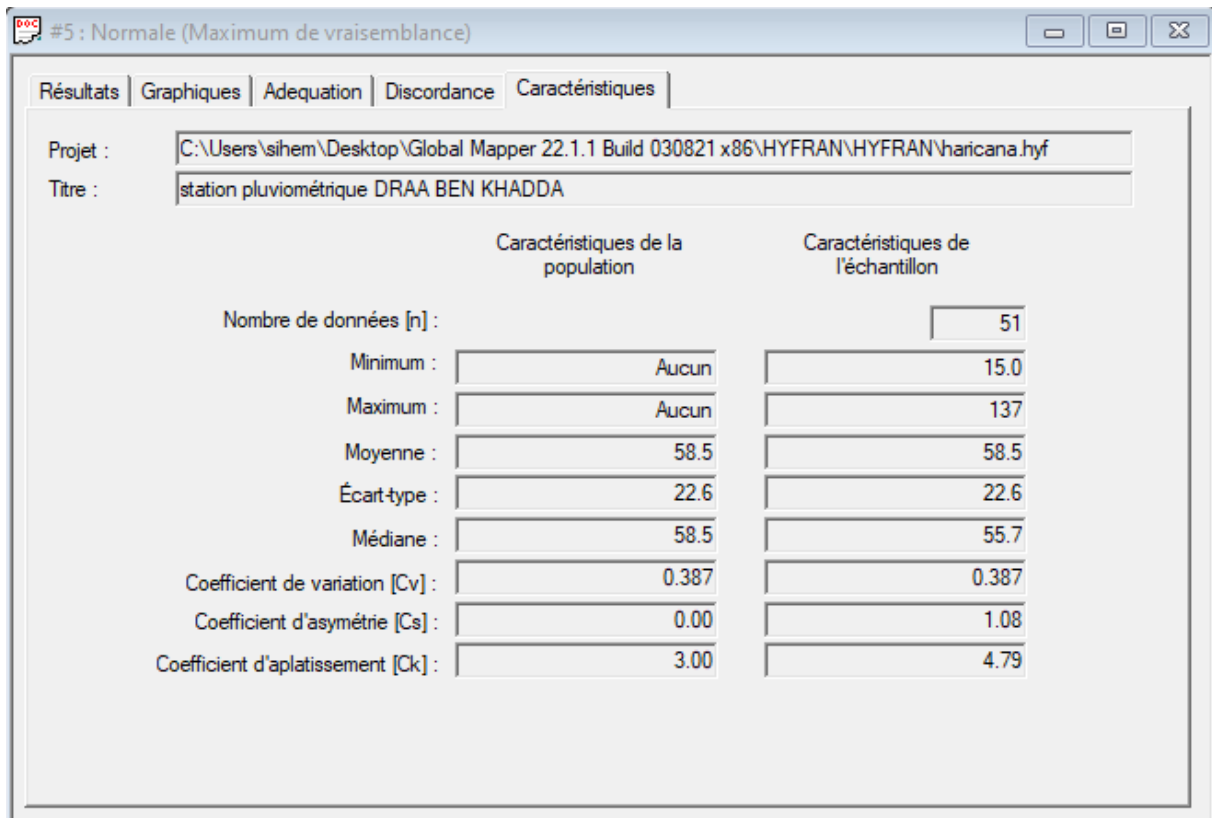 #5 : Normale (Maximum de vraisemblance)
Résultats Graphiques Adequation Discordance Caractéristiques
Projet : C:\Users\sihem\Desktop\Global Mapper 22.1.1 Build 030821 x86\HYFRAN\HYFRAN\haricana.hyf
Titre : station pluviométrique DRAA BEN KHADDA
Caractéristiques de la Caractéristiques de
population l'échantillon
Nombre de données [n] : 51
Minimum : Aucun 15.0
Maximum : Aucun 137
Moyenne : 58.5 58.5
Écart-type : 22.6 22.6
Médiane : 58.5 55.7
Coefficient de variation [Cv] : 0.387 0.387
Coefficient d'asymétrie [Cs] : 0.00 1.08
Coefficient d'aplatissement [Ck] : 3.00 4.79